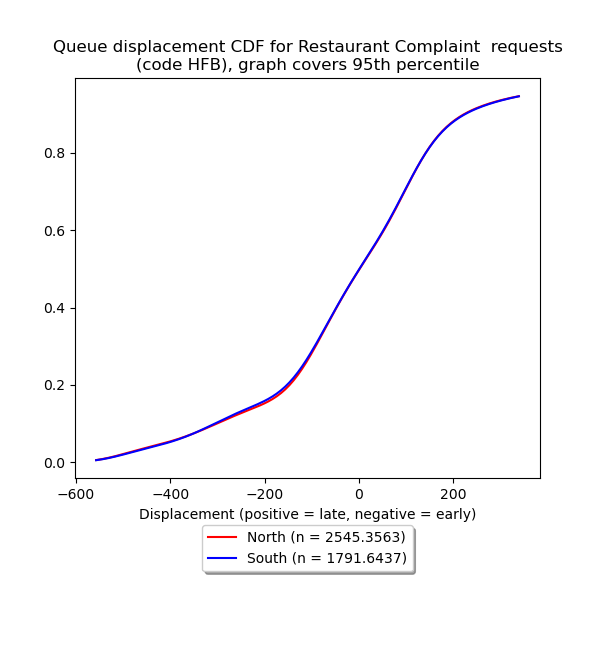 Queue displacement CDF for Restaurant Complaint  requests
(code HFB), graph covers 95th percentile
0.8
0.6
0.4
0.2
0.0
−600
−400
−200
0
200
Displacement (positive = late, negative = early)
North (n = 2545.3563)
South (n = 1791.6437)